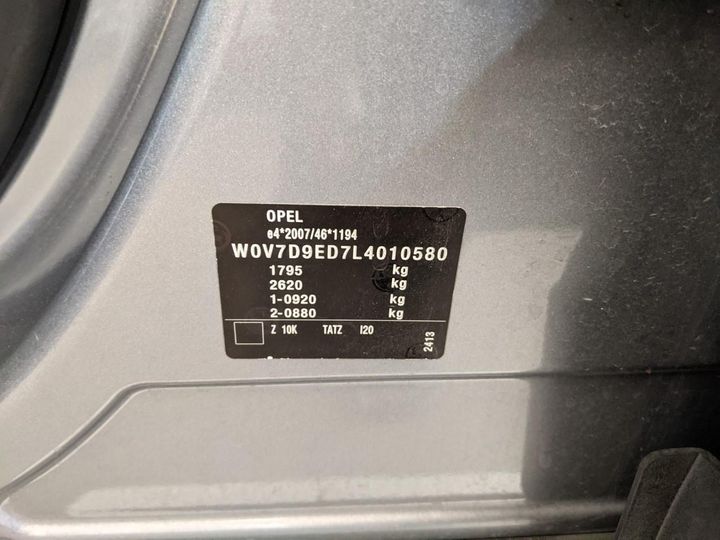 OPEL
e4*2007/46*1194
W0V7D9ED7L4010580
1795 kg
2620 kg
1-0920 kg
2-0880 kg
Z 10K TATZ I20
2413